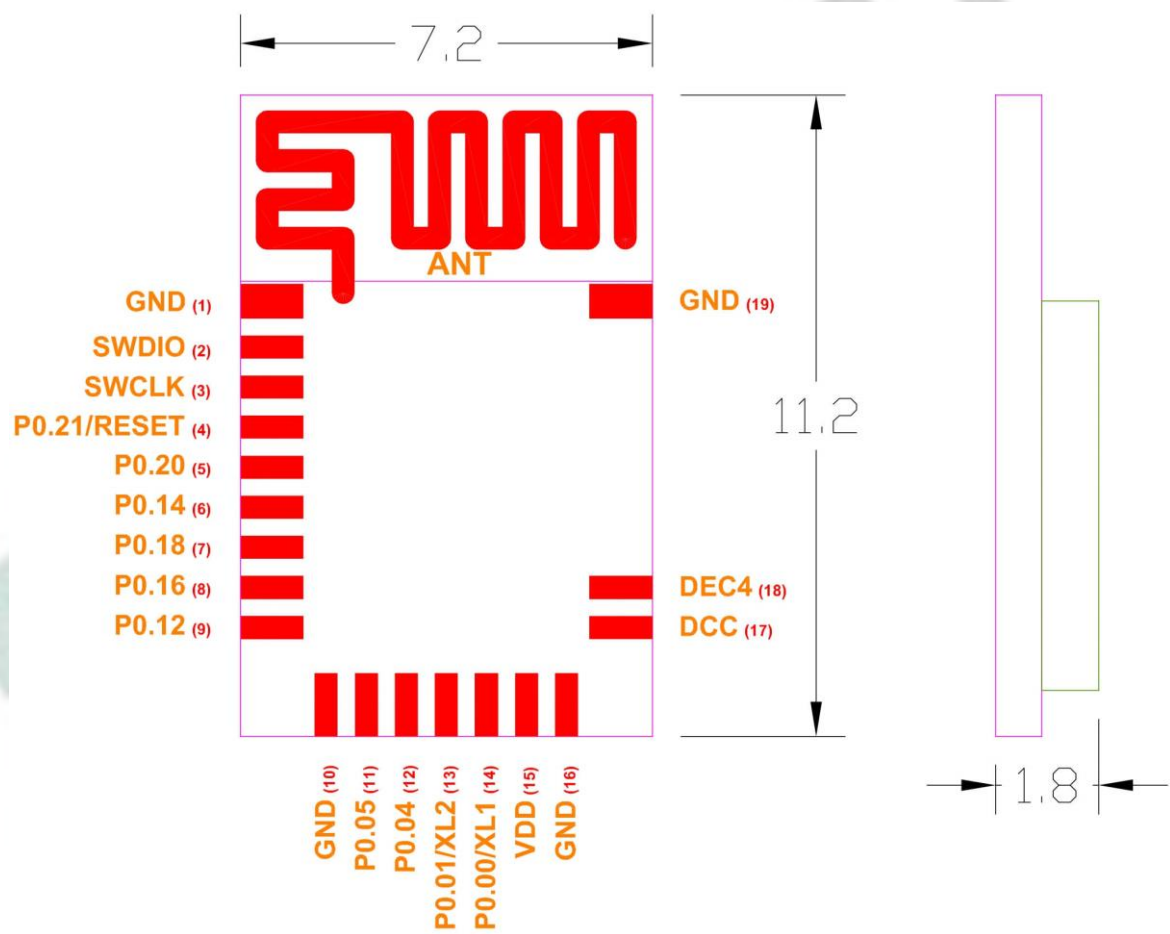 7.2
ANT
GND (1)
GND (19)
SWDIO (2)
SWCLK (3)
P0.21/RESET (4)
11.2
P0.20 (5)
P0.14 (6)
P0.18 (7)
P0.16 (8)
DEC4 (18)
P0.12 (9)
DCC (17)
1.8
GND (10)
P0.05 (11)
P0.04 (12)
P0.01/XL2 (13)
P0.00/XL1 (14)
VDD (15)
GND (16)